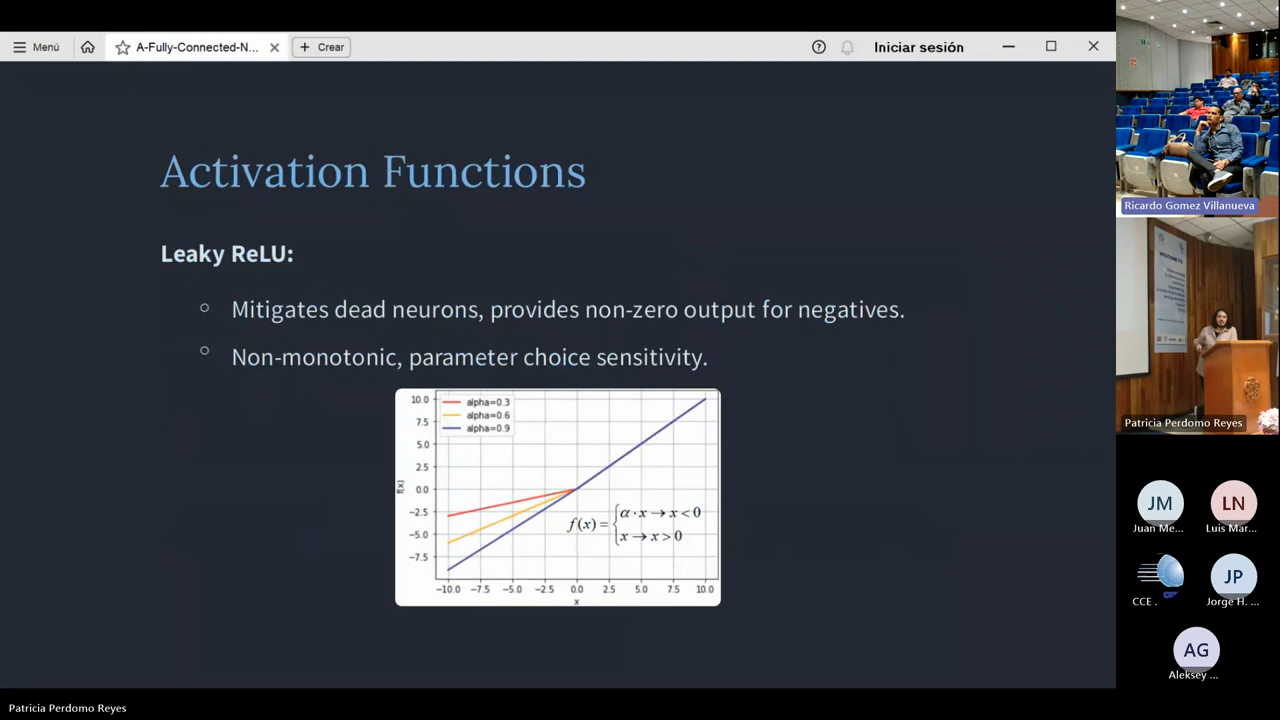 Menú
A-Fully-Connected-N...
Crear
Iniciar sesión
Activation Functions
Leaky ReLU:
Mitigates dead neurons, provides non-zero output for negatives.
Non-monotonic, parameter choice sensitivity.
alpha=0.3
alpha=0.6
alpha=0.9
10.0
7.5
5.0
2.5
0.0
−2.5
−5.0
−7.5
f(x)
f(x) = { α · x → x < 0
x → x > 0
−10.0 −7.5 −5.0 −2.5 0.0 2.5 5.0 7.5 10.0
x
Ricardo Gomez Villanueva
Patricia Perdomo Reyes
JM
Juan Me...
LN
Luis Mar...
CCE .
JP
Jorge H. ...
AG
Aleksey ...
Patricia Perdomo Reyes